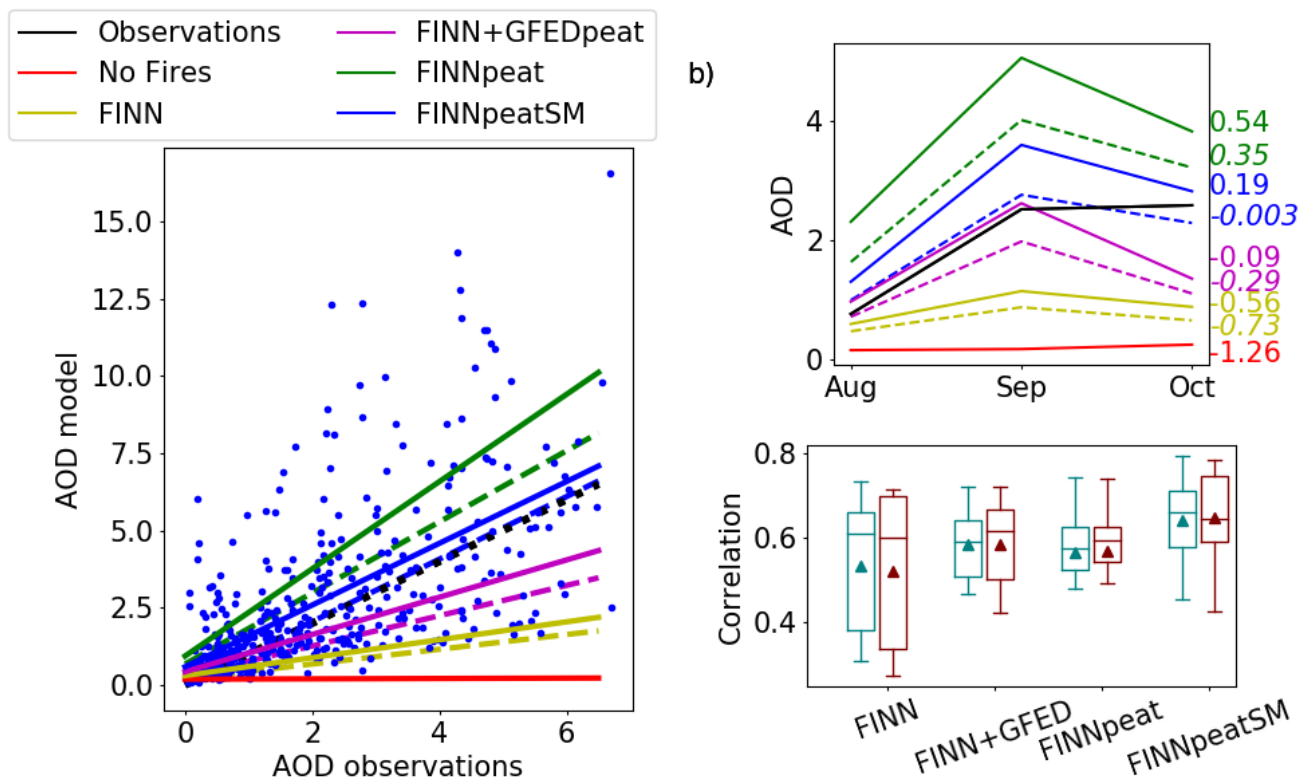 Observations
No Fires
FINN
FINN+GFEDpeat
FINNpeat
FINNpeatSM
AOD model
15.0
12.5
10.0
7.5
5.0
2.5
0.0
0 2 4 6
AOD observations
b)
AOD
4
2
0
Aug Sep Oct
0.54
0.35
0.19
-0.003
-0.09
-0.29
-0.56
-0.73
-1.26
Correlation
0.8
0.6
0.4
FINN
FINN+GFED
FINNpeat
FINNpeatSM